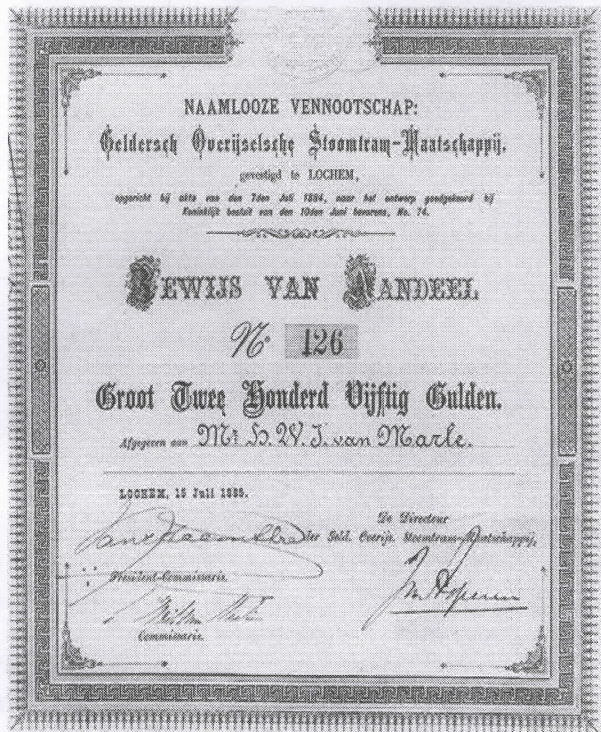 NAAMLOOZE VENNOOTSCHAP:
Geldersch Overijselsche Stoomtram-Maatschappij.
gevestigd te LOCHEM,
opgericht bij akte van den 7den Juli 1884, naar het ontwerp goedgekeurd bij
Koninklijk besluit van den 10den Juni bevorens, No. 74.
BEWIJS VAN AANDEEL
No 126
Groot Twee Honderd Vijftig Gulden.
Afgegeven aan Mr H. W. J. van Marle.
LOCHEM, 15 Juli 1885.
De Directeur
der Geld. Overijs. Stoomtram-Maatschappij,
President-Commissaris.
Commissaris.